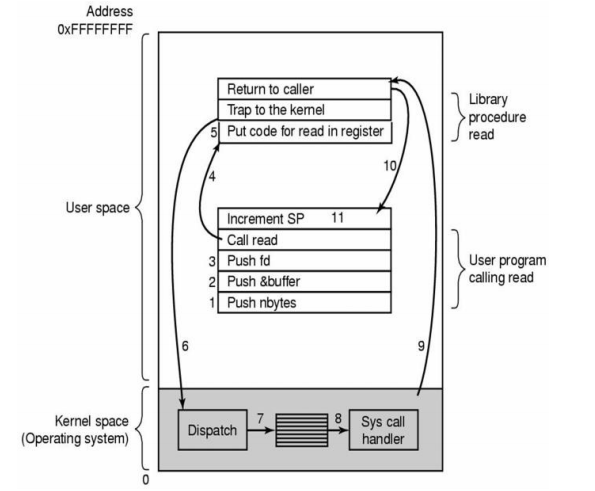 Address
0xFFFFFFFF
Return to caller
Trap to the kernel
5 Put code for read in register
Library
procedure
read
4
10
User space
Increment SP 11
Call read
3 Push fd
2 Push &buffer
1 Push nbytes
User program
calling read
6
9
Kernel space
(Operating system)
Dispatch
7
8
Sys call
handler
0